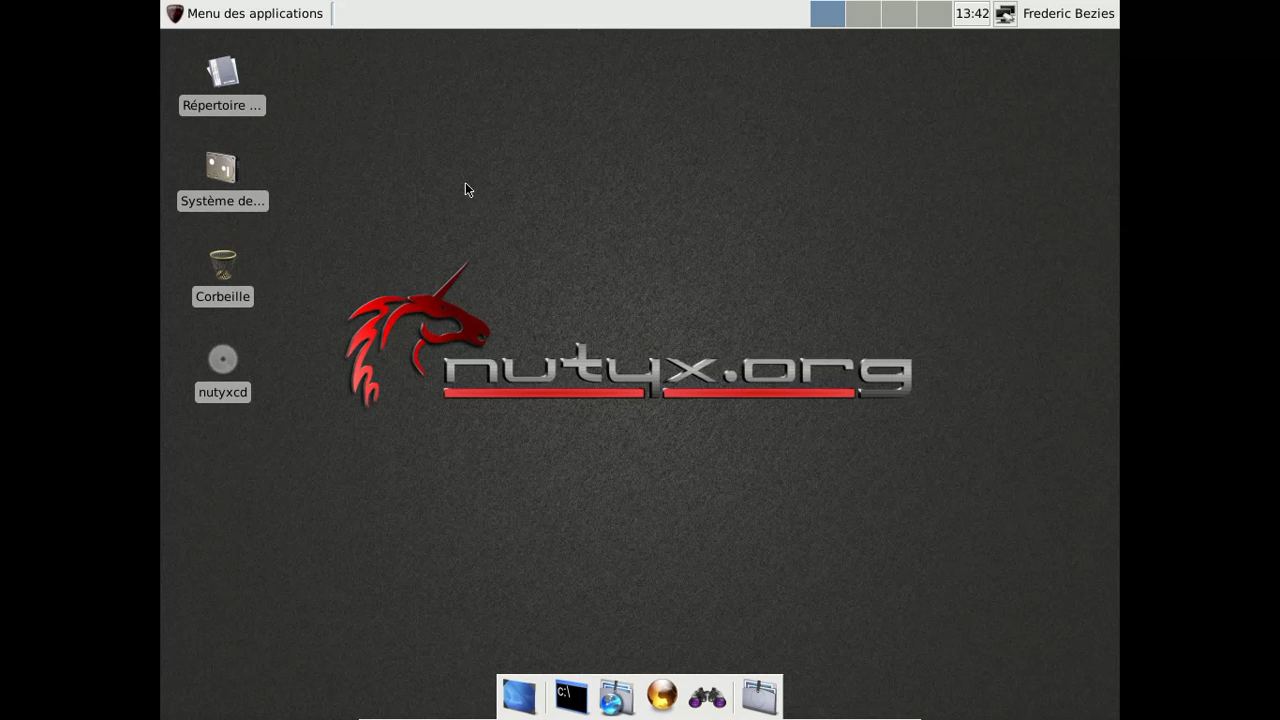 Menu des applications
13:42
Frederic Bezies
Répertoire ...
Système de...
Corbeille
nutyxcd
nutyx.org
C:\